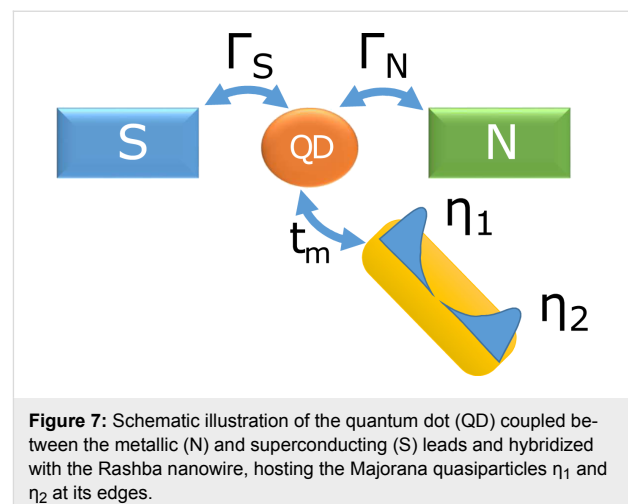 ΓS ΓN
S QD N
tm η1
η2
Figure 7: Schematic illustration of the quantum dot (QD) coupled be-
tween the metallic (N) and superconducting (S) leads and hybridized
with the Rashba nanowire, hosting the Majorana quasiparticles η1 and
η2 at its edges.